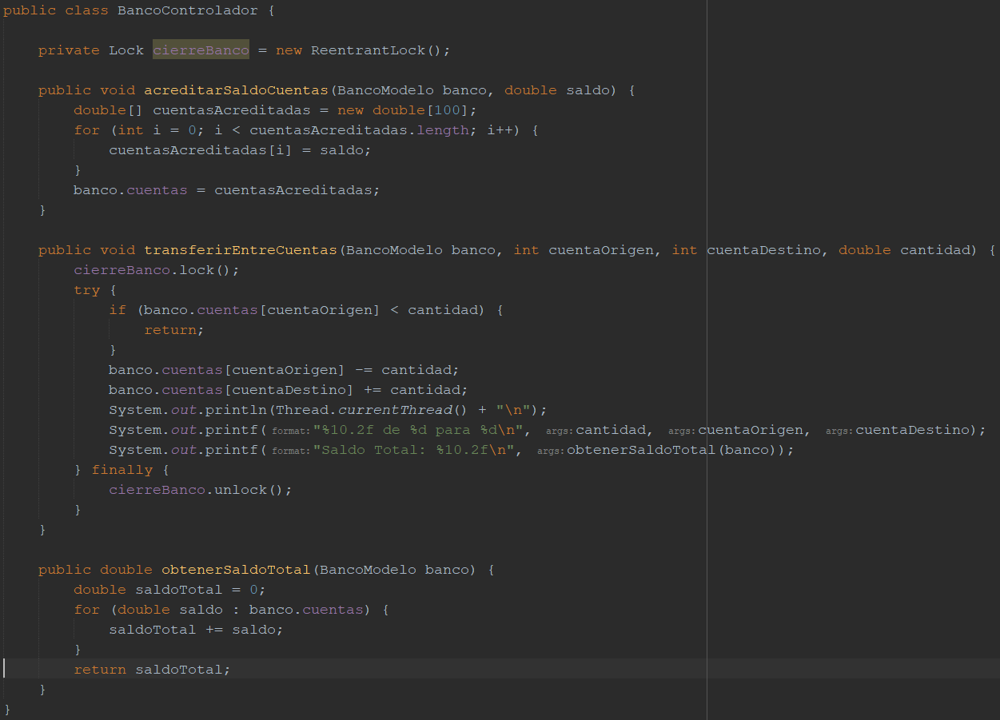 public class BancoControlador {
private Lock cierreBanco = new ReentrantLock();
public void acreditarSaldoCuentas(BancoModelo banco, double saldo) {
double[] cuentasAcreditadas = new double[100];
for (int i = 0; i < cuentasAcreditadas.length; i++) {
cuentasAcreditadas[i] = saldo;
}
banco.cuentas = cuentasAcreditadas;
}
public void transferirEntreCuentas(BancoModelo banco, int cuentaOrigen, int cuentaDestino, double cantidad) {
cierreBanco.lock();
try {
if (banco.cuentas[cuentaOrigen] < cantidad) {
return;
}
banco.cuentas[cuentaOrigen] -= cantidad;
banco.cuentas[cuentaDestino] += cantidad;
System.out.println(Thread.currentThread() + "\n");
System.out.printf( format: "%10.2f de %d para %d\n", args: cantidad, args: cuentaOrigen, args: cuentaDestino);
System.out.printf( format: "Saldo Total: %10.2f\n", args: obtenerSaldoTotal(banco));
} finally {
cierreBanco.unlock();
}
}
public double obtenerSaldoTotal(BancoModelo banco) {
double saldoTotal = 0;
for (double saldo : banco.cuentas) {
saldoTotal += saldo;
}
return saldoTotal;
}
}